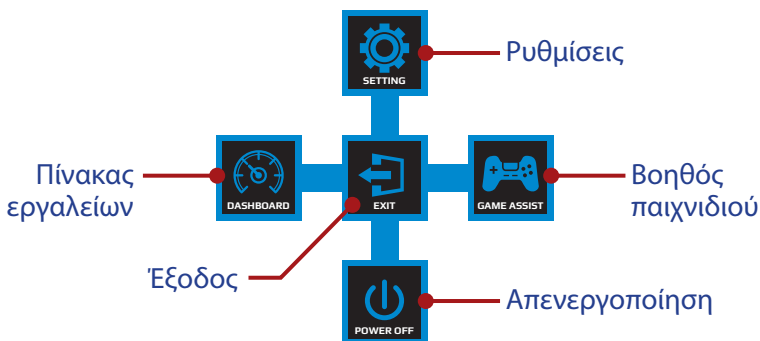 SETTING
Ρυθμίσεις
Πίνακας
εργαλείων
DASHBOARD
EXIT
GAME ASSIST
Βοηθός
παιχνιδιού
Έξοδος
POWER OFF
Απενεργοποίηση